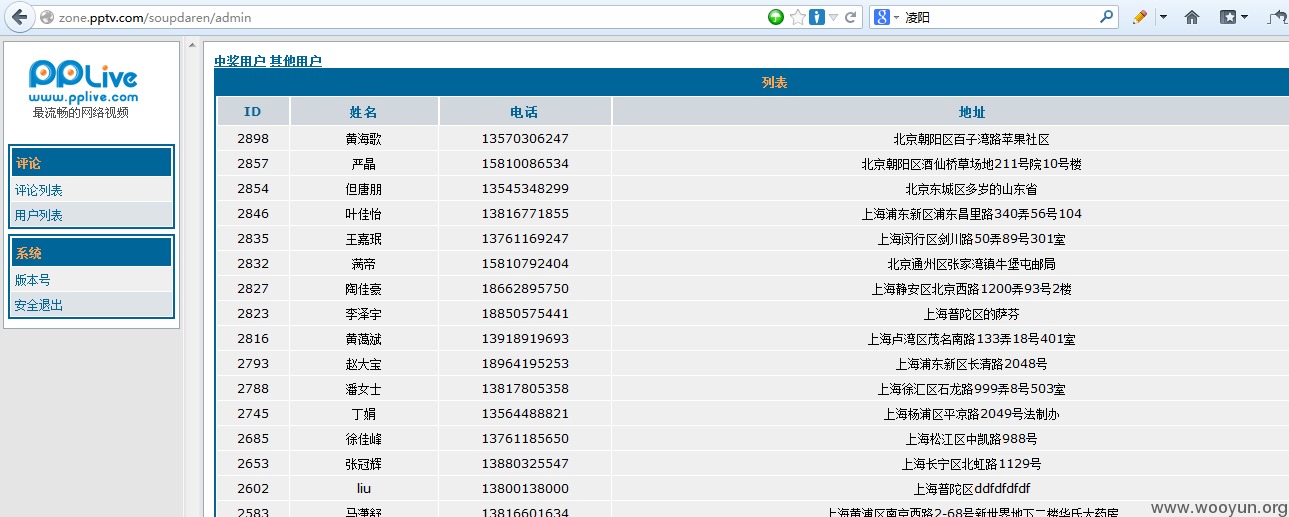 zone.pptv.com/soupdaren/admin
凌阳
PPLive
www.pplive.com
最流畅的网络视频
评论
评论列表
用户列表
系统
版本号
安全退出
中奖用户 其他用户
列表
ID 姓名 电话 地址
2898 黄海歌 13570306247 北京朝阳区百子湾路苹果社区
2857 严晶 15810086534 北京朝阳区酒仙桥草场地211号院10号楼
2854 但唐朋 13545348299 北京东城区多岁的山东省
2846 叶佳怡 13816771855 上海浦东新区浦东昌里路340弄56号104
2835 王嘉珉 13761169247 上海闵行区剑川路50弄89号301室
2832 满帝 15810792404 北京通州区张家湾镇牛堡屯邮局
2827 陶佳豪 18662895750 上海静安区北京西路1200弄93号2楼
2823 李泽宇 18850575441 上海普陀区的萨芬
2816 黄蔼斌 13918919693 上海卢湾区茂名南路133弄18号401室
2793 赵大宝 18964195253 上海浦东新区长清路2048号
2788 潘女士 13817805358 上海徐汇区石龙路999弄8号503室
2745 丁娟 13564488821 上海杨浦区平凉路2049号法制办
2685 徐佳峰 13761185650 上海松江区中凯路988号
2653 张冠辉 13880325547 上海长宁区北虹路1129号
2602 liu 13800138000 上海普陀区ddfdfdfdf
2583 马潇舒 13816601634 上海黄浦区南京西路2-68号新世界地下二楼华氏大药房
www.wooyun.org